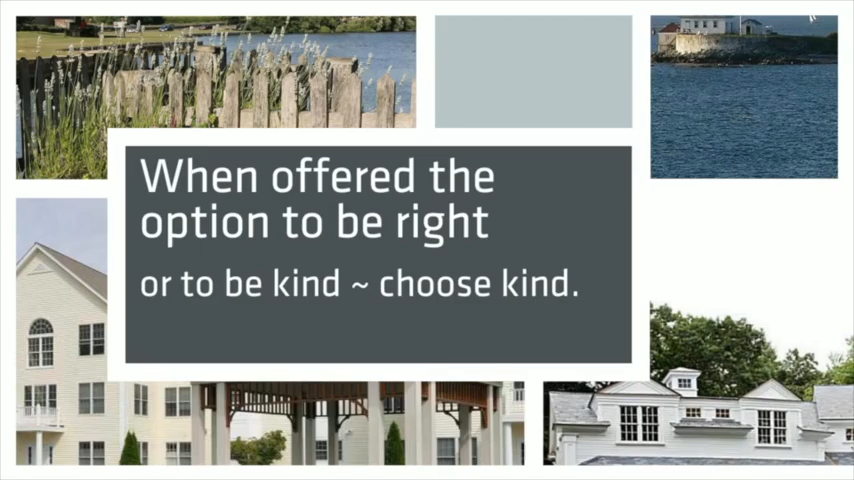 When offered the
option to be right
or to be kind ~ choose kind.